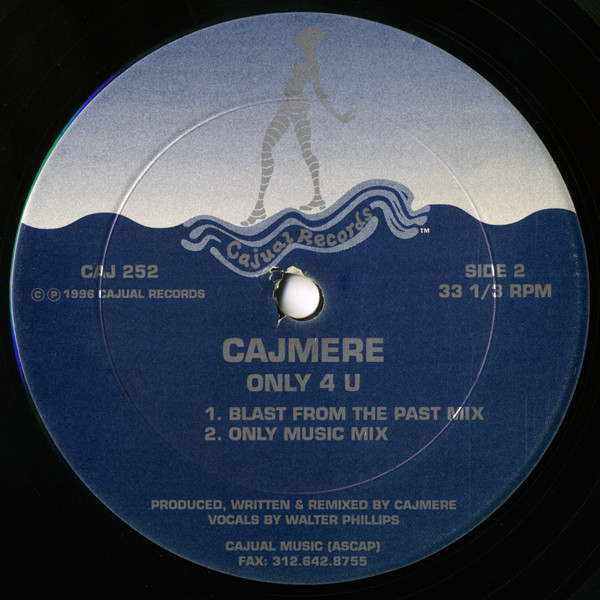 Cajual Records
TM
CAJ 252
SIDE 2
© ℗ 1996 CAJUAL RECORDS
33 1/3 RPM
CAJMERE
ONLY 4 U
1. BLAST FROM THE PAST MIX
2. ONLY MUSIC MIX
PRODUCED, WRITTEN & REMIXED BY CAJMERE
VOCALS BY WALTER PHILLIPS
CAJUAL MUSIC (ASCAP)
FAX: 312.642.8755